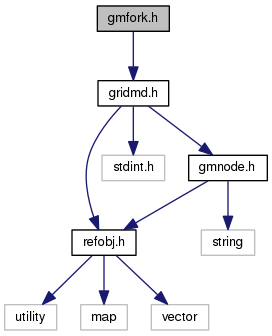 gmfork.h
gridmd.h
stdint.h
gmnode.h
refobj.h
string
utility
map
vector